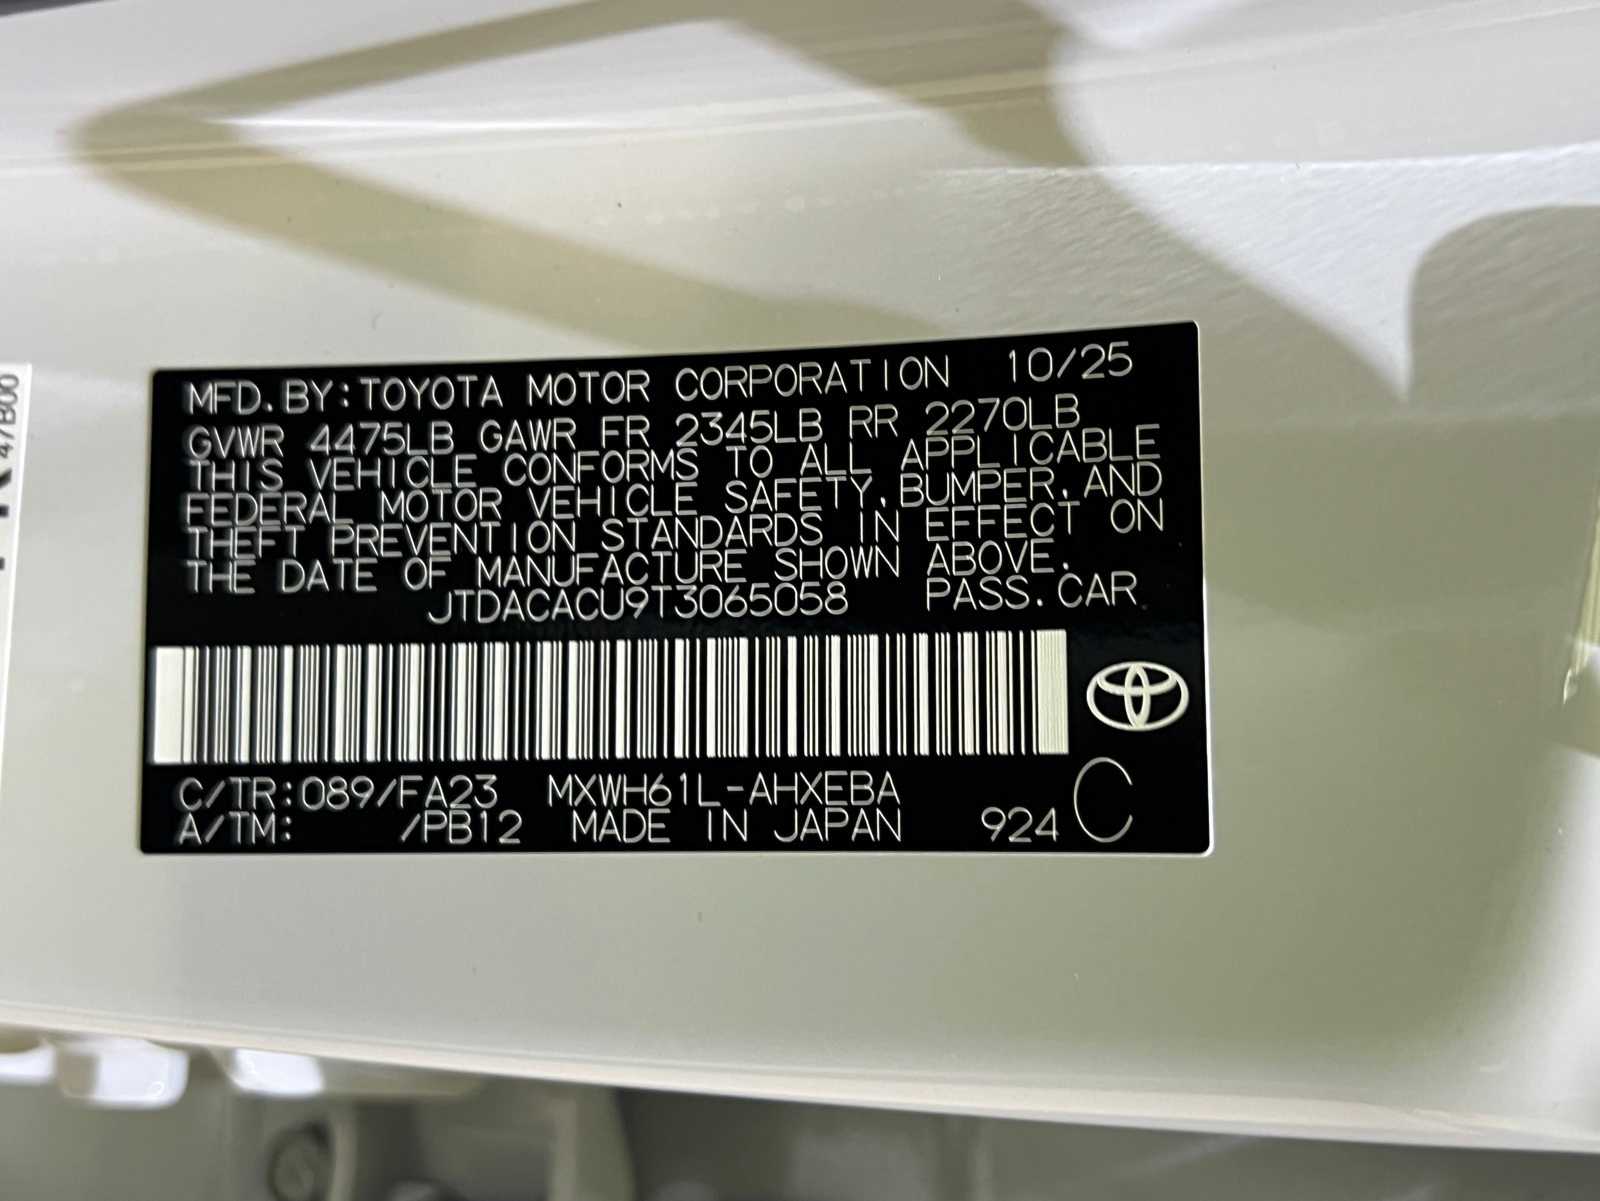 MFD. BY: TOYOTA MOTOR CORPORATION 10/25
GVWR 4475LB GAWR FR 2345LB RR 2270LB
THIS VEHICLE CONFORMS TO ALL APPLICABLE
FEDERAL MOTOR VEHICLE SAFETY, BUMPER, AND
THEFT PREVENTION STANDARDS IN EFFECT ON
THE DATE OF MANUFACTURE SHOWN ABOVE.
JTDACACU9T3065058 PASS. CAR
C/TR: 089/FA23 MXWH61L-AHXEBA
A/TM: /PB12 MADE IN JAPAN 924 C
47B00